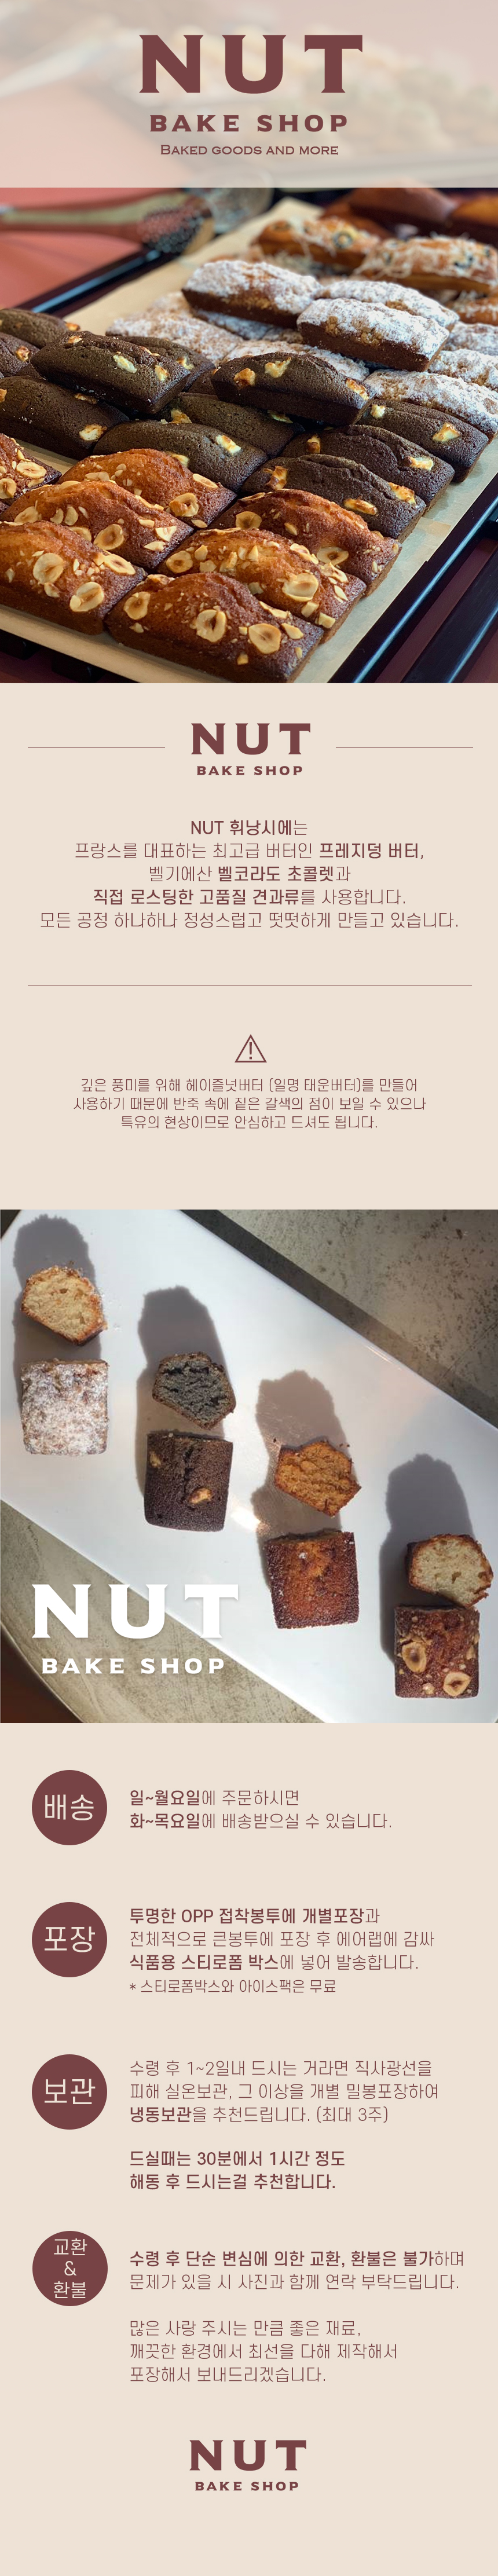 NUT
BAKE SHOP
BAKED GOODS AND MORE
NUT
BAKE SHOP
NUT 휘낭시에는
프랑스를 대표하는 최고급 버터인 프레지덩 버터,
벨기에산 벨코라도 초콜렛과
직접 로스팅한 고품질 견과류를 사용합니다.
모든 공정 하나하나 정성스럽고 떳떳하게 만들고 있습니다.
깊은 풍미를 위해 헤이즐넛버터 (일명 태운버터)를 만들어
사용하기 때문에 반죽 속에 짙은 갈색의 점이 보일 수 있으나
특유의 현상이므로 안심하고 드셔도 됩니다.
NUT
BAKE SHOP
배송
일~월요일에 주문하시면
화~목요일에 배송받으실 수 있습니다.
포장
투명한 OPP 접착봉투에 개별포장과
전체적으로 큰봉투에 포장 후 에어랩에 감싸
식품용 스티로폼 박스에 넣어 발송합니다.
* 스티로폼박스와 아이스팩은 무료
보관
수령 후 1~2일내 드시는 거라면 직사광선을
피해 실온보관, 그 이상을 개별 밀봉포장하여
냉동보관을 추천드립니다. (최대 3주)
드실때는 30분에서 1시간 정도
해동 후 드시는걸 추천합니다.
교환
&
환불
수령 후 단순 변심에 의한 교환, 환불은 불가하며
문제가 있을 시 사진과 함께 연락 부탁드립니다.
많은 사랑 주시는 만큼 좋은 재료,
깨끗한 환경에서 최선을 다해 제작해서
포장해서 보내드리겠습니다.
NUT
BAKE SHOP